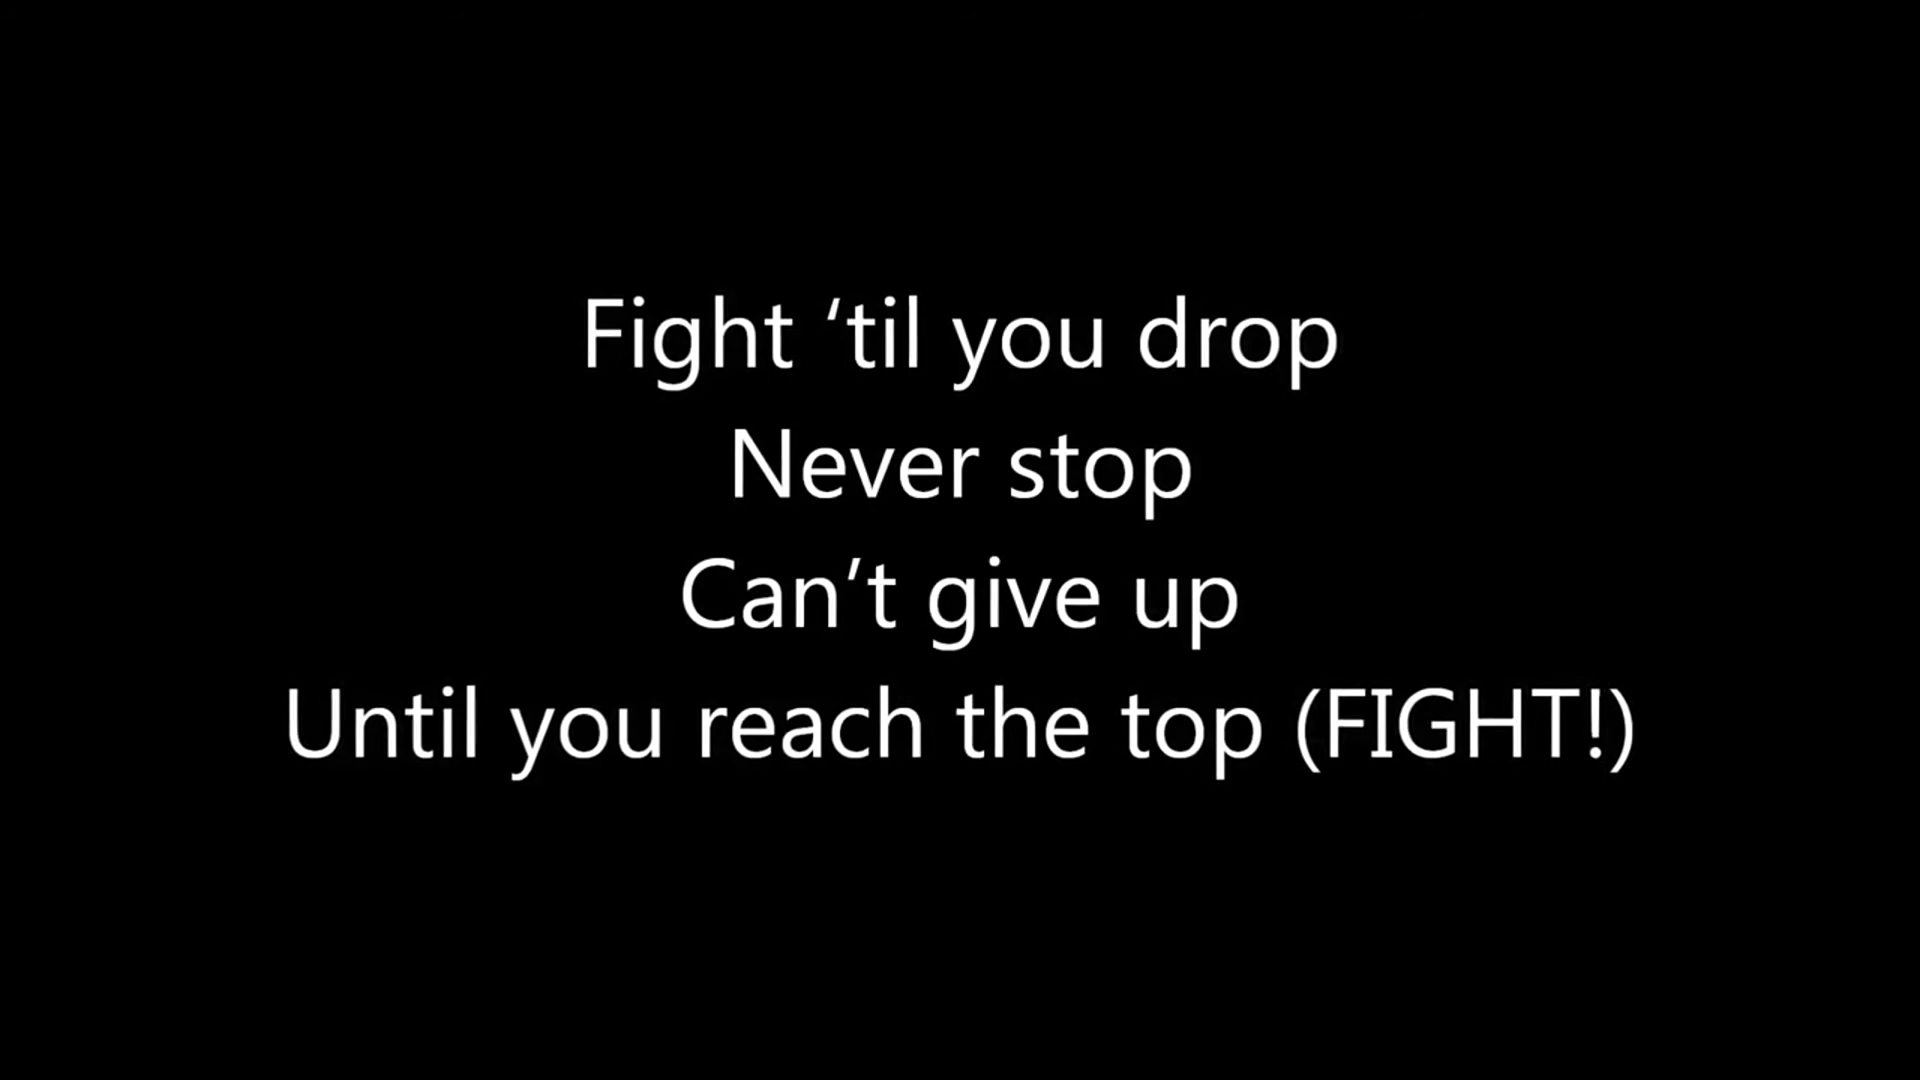 Fight ‘til you drop
Never stop
Can’t give up
Until you reach the top (FIGHT!)